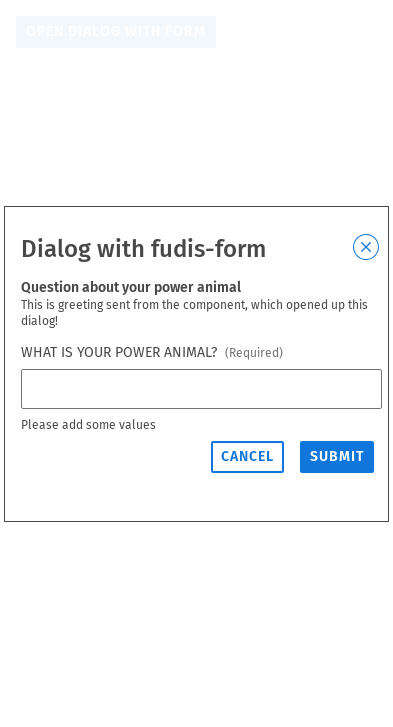 OPEN DIALOG WITH FORM
Dialog with fudis-form
Question about your power animal
This is greeting sent from the component, which opened up this
dialog!
WHAT IS YOUR POWER ANIMAL? (Required)
Please add some values
CANCEL SUBMIT